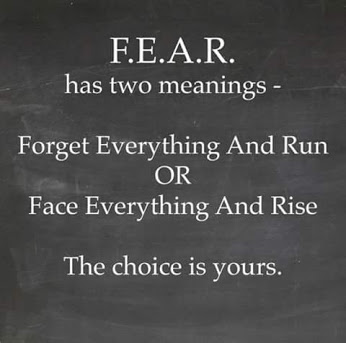 F.E.A.R.
has two meanings -
Forget Everything And Run
OR
Face Everything And Rise
The choice is yours.